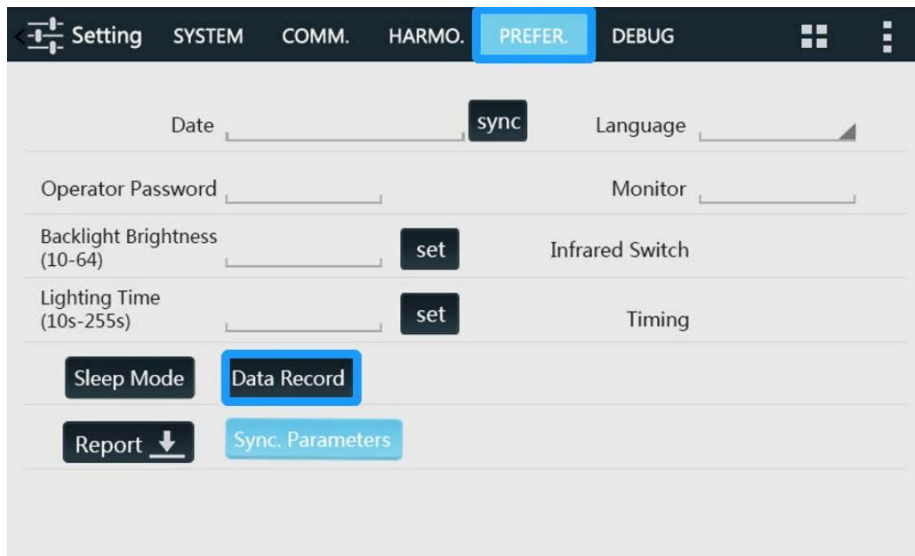 Setting SYSTEM COMM. HARMO. PREFER. DEBUG
Date sync Language
Operator Password Monitor
Backlight Brightness
(10-64) set Infrared Switch
Lighting Time
(10s-255s) set Timing
Sleep Mode Data Record
Report Sync. Parameters